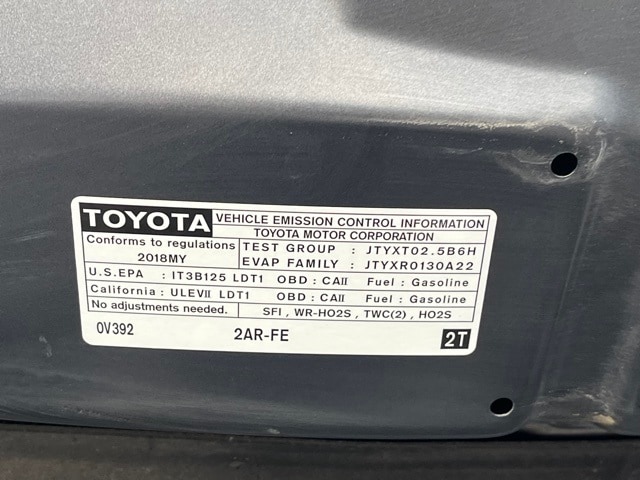 TOYOTA
VEHICLE EMISSION CONTROL INFORMATION
TOYOTA MOTOR CORPORATION
Conforms to regulations
2018MY
TEST GROUP : JTYXT02.5B6H
EVAP FAMILY : JTYXR0130A22
U.S.EPA : IT3B125 LDT1 OBD : CAII Fuel : Gasoline
California : ULEVII LDT1 OBD : CAII Fuel : Gasoline
No adjustments needed. SFI , WR-HO2S , TWC(2) , HO2S
0V392 2AR-FE 2T